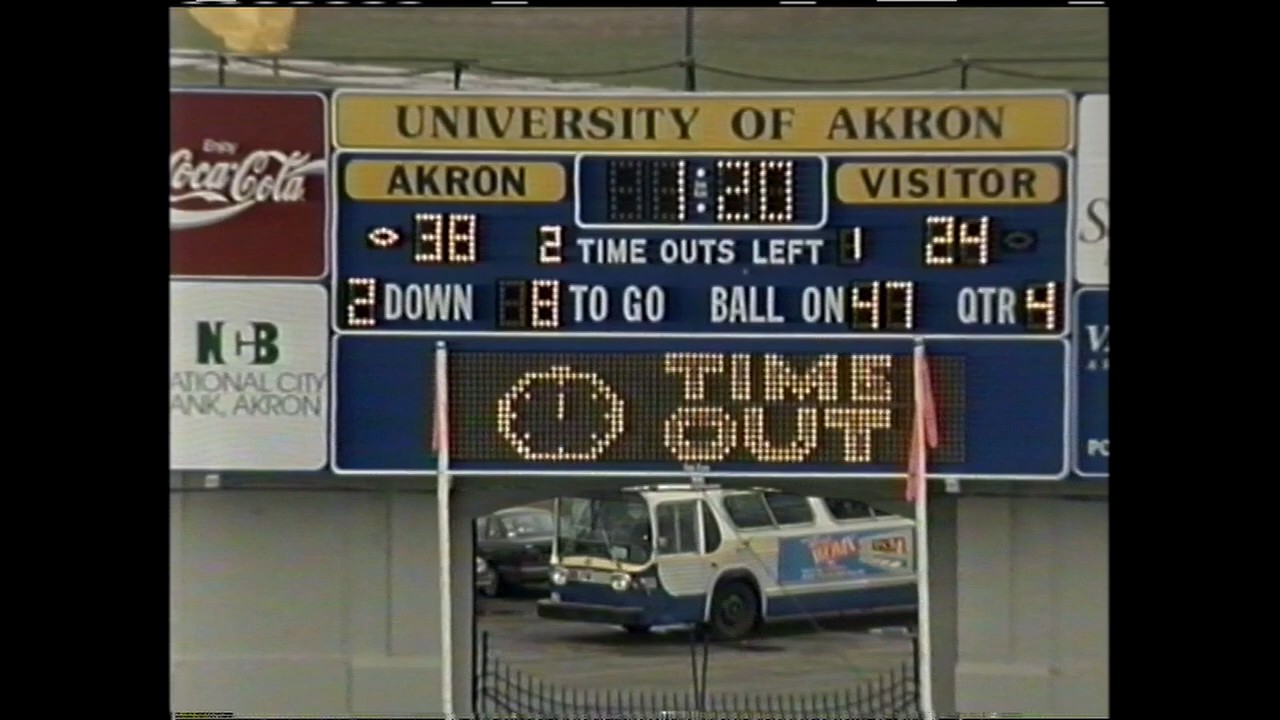 UNIVERSITY OF AKRON
Enjoy
Coca-Cola
AKRON
1:20
VISITOR
38
2 TIME OUTS LEFT 1
24
2 DOWN 8 TO GO BALL ON 47 QTR 4
NCB
NATIONAL CITY
BANK, AKRON
TIME
OUT